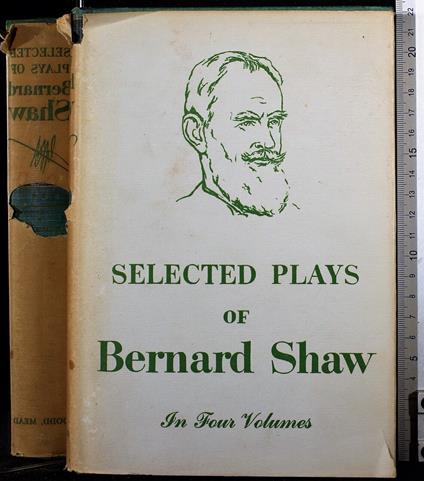 SELECTED
PLAYS OF
Bernard
Shaw
DODD, MEAD
SELECTED PLAYS
OF
Bernard Shaw
In Four Volumes